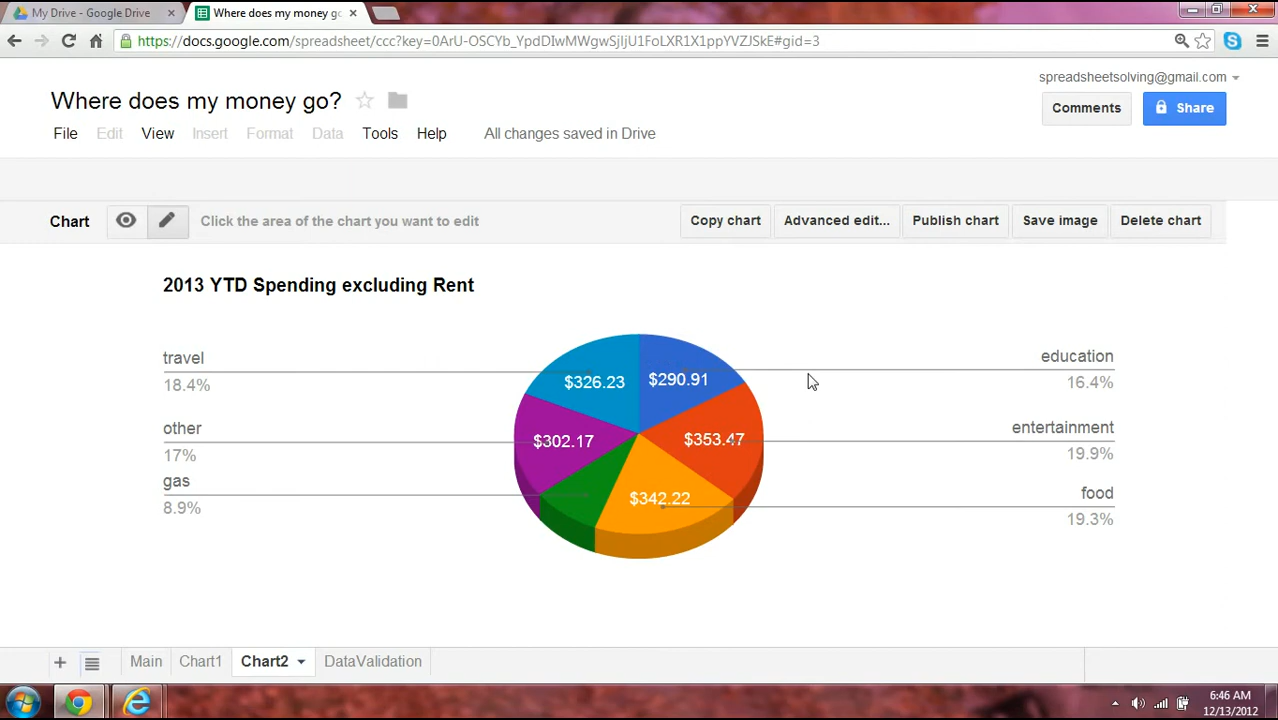 My Drive - Google Drive
Where does my money go
https://docs.google.com/spreadsheet/ccc?key=0ArU-OSCYb_YpdDIwMWgwSjljU1FoLXR1X1ppYVZJSkE#gid=3
spreadsheetsolving@gmail.com
Where does my money go?
Comments
Share
File Edit View Insert Format Data Tools Help All changes saved in Drive
Chart Click the area of the chart you want to edit Copy chart Advanced edit... Publish chart Save image Delete chart
2013 YTD Spending excluding Rent
travel
18.4%
other
17%
gas
8.9%
$326.23 $290.91
$302.17 $353.47
$342.22
education
16.4%
entertainment
19.9%
food
19.3%
Main Chart1 Chart2 DataValidation
6:46 AM
12/13/2012